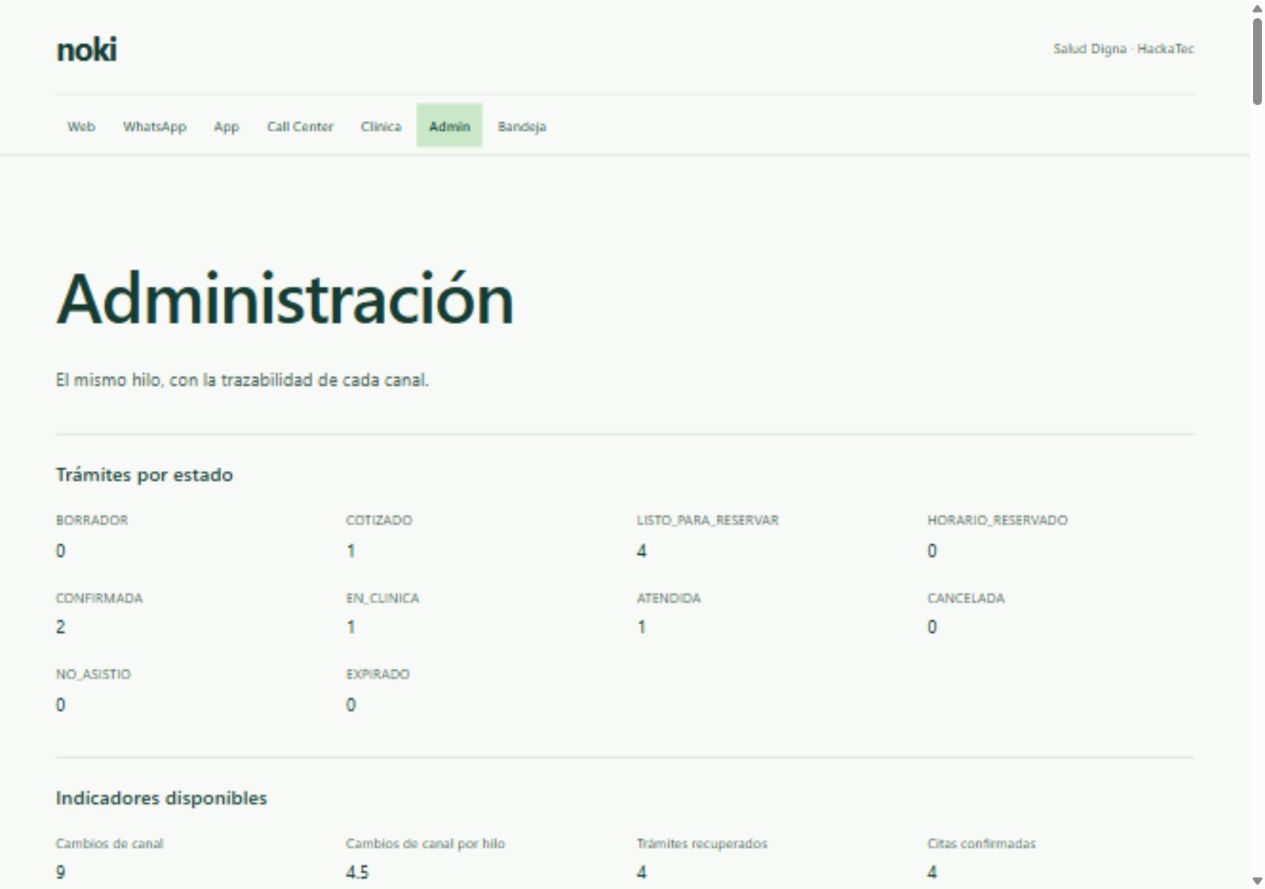 noki
Salud Digna · HackaTec
Web WhatsApp App Call Center Clínica Admin Bandeja
Administración
El mismo hilo, con la trazabilidad de cada canal.
Trámites por estado
BORRADOR COTIZADO LISTO_PARA_RESERVAR HORARIO_RESERVADO
0 1 4 0
CONFIRMADA EN_CLINICA ATENDIDA CANCELADA
2 1 1 0
NO_ASISTIO EXPIRADO
0 0
Indicadores disponibles
Cambios de canal Cambios de canal por hilo Trámites recuperados Citas confirmadas
9 4.5 4 4